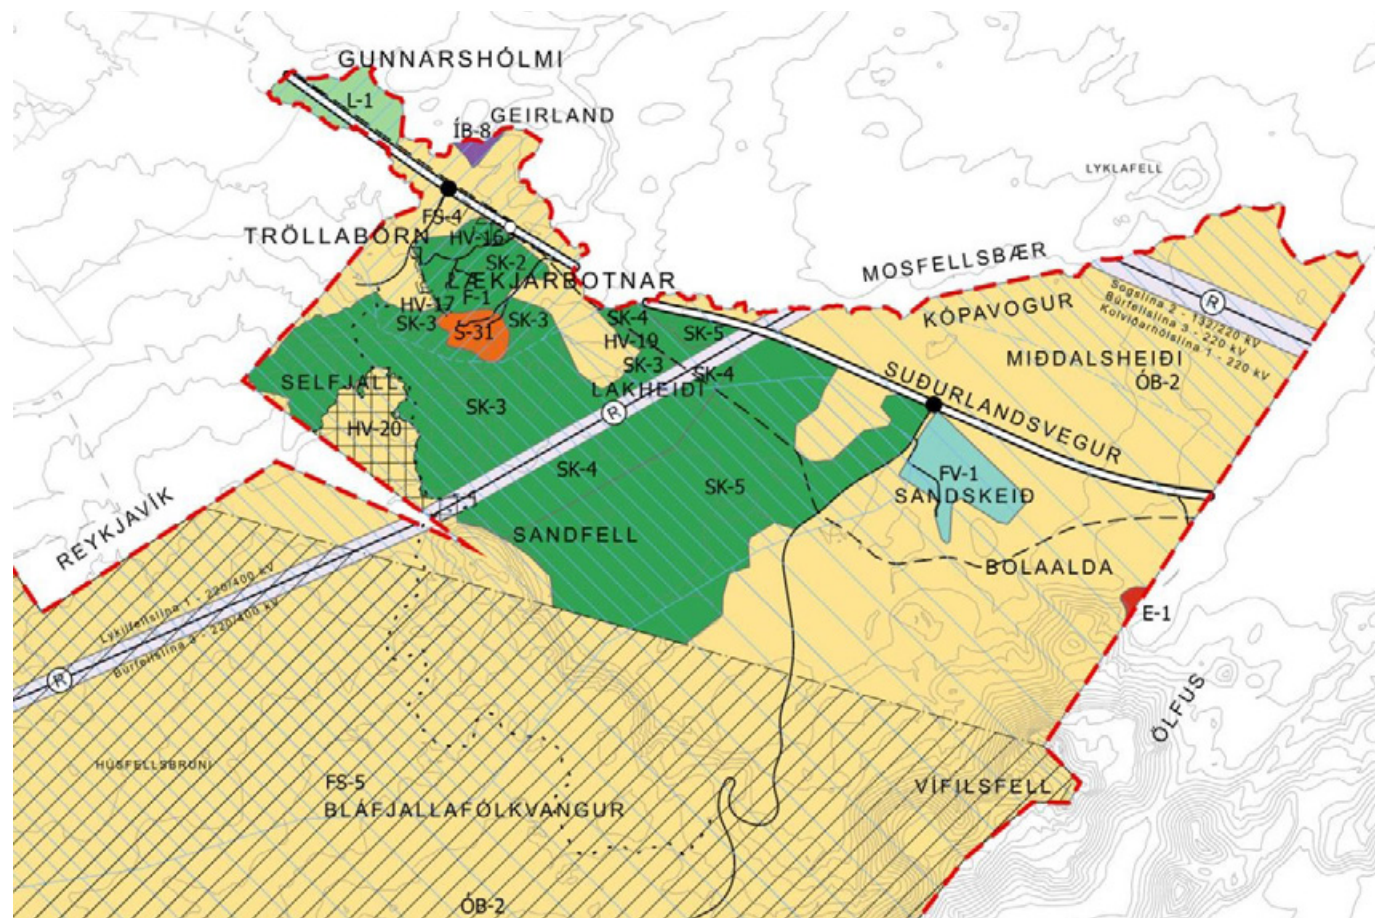 GUNNARSHÓLMI
L-1
GEIRLAND
ÍB-8
LYKLAFELL
FS-4
TRÖLLABÖRN
HV-16
MOSFELLSBÆR
SK-2
LÆKJARBOTNAR
HV-17
F-1
Sogslína 2 - 132/220 kV
Búrfellslína 3 - 220 kV
Kolviðarhólslína 1 - 220 kV
R
KÓPAVOGUR
SK-3
S-31
SK-3
SK-4
SK-5
HV-19
MIÐDALSHEIÐI
ÓB-2
SK-3
SK-4
SELFJALL
LAKHEIÐI
SUÐURLANDSVEGUR
SK-3
R
HV-20
SK-4
SK-5
FV-1
SANDSKEIÐ
REYKJAVÍK
SANDFELL
BOLAALDA
Lyklfellslína 1 - 220/400 kV
Búrfellslína 3 - 220/400 kV
E-1
R
ÖLFUS
HÚSFELLSBRUNI
FS-5
BLÁFJALLAFÓLKVANGUR
VÍFILSFELL
ÓB-2